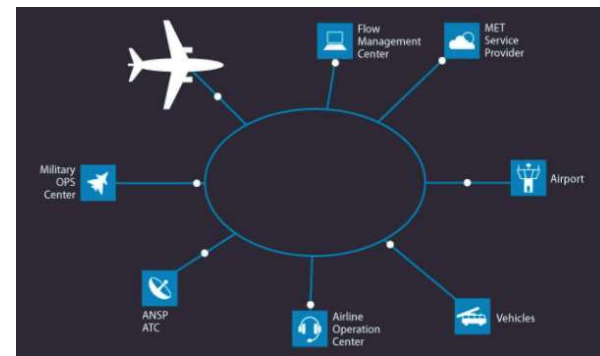 Flow
Management
Center
MET
Service
Provider
Military
OPS
Center
Airport
ANSP
ATC
Airline
Operation
Center
Vehicles